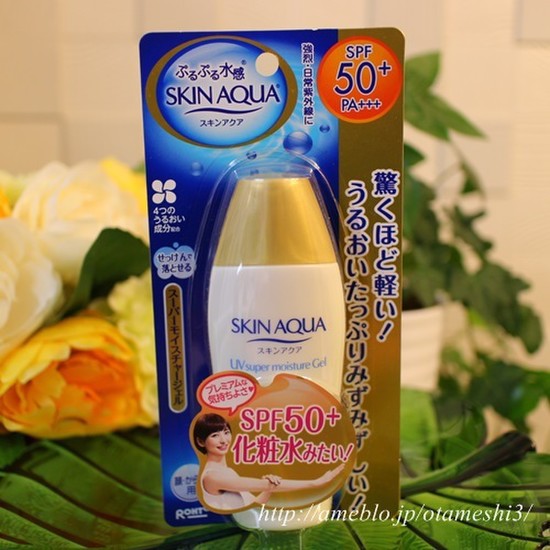 ぷるぷる水感
SKIN AQUA
スキンアクア
強烈・日常紫外線に
SPF
50+
PA+++
驚くほど軽い!
うるおいたっぷりみずみずしい!
4つの
うるおい
成分配合
せっけんで
落とせる
スーパーモイスチャージェル
SKIN AQUA
スキンアクア
UV super moisture Gel
プレミアムな
気持ちよさ
SPF50+
化粧水みたい!
顔・か
用
ROHT
http://ameblo.jp/otameshi3/